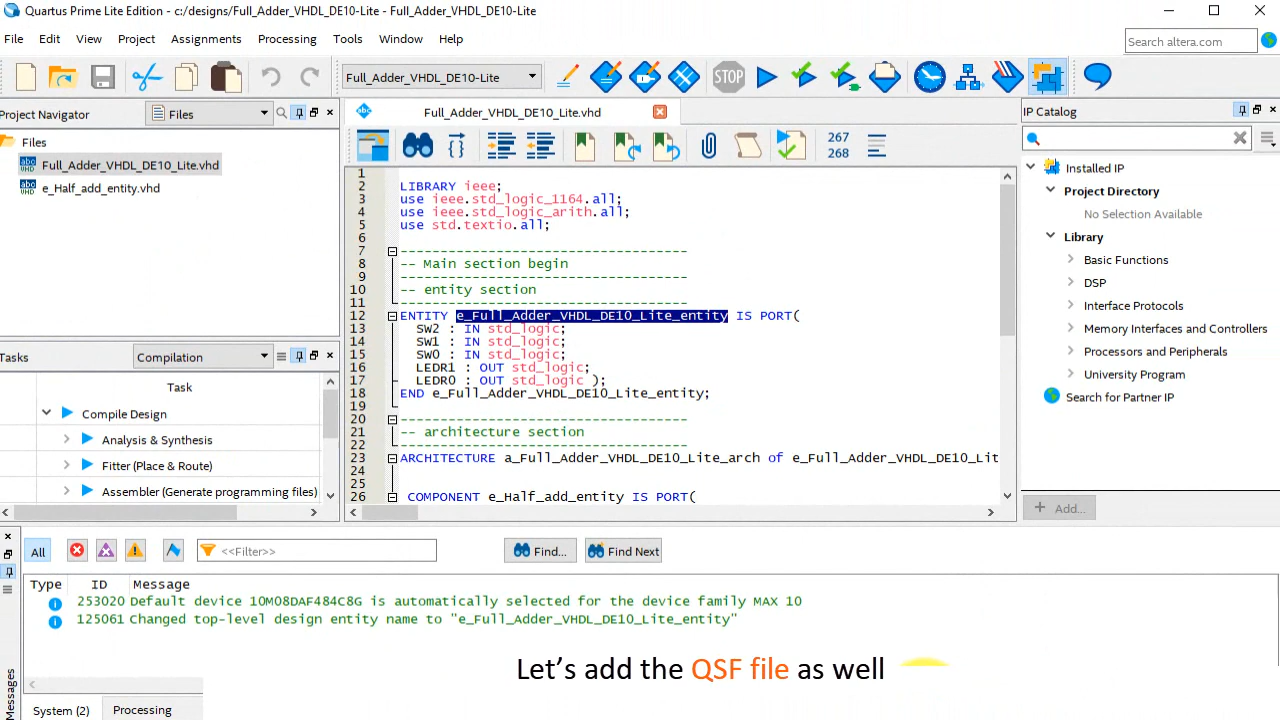 Quartus Prime Lite Edition - c:/designs/Full_Adder_VHDL_DE10-Lite - Full_Adder_VHDL_DE10-Lite
File Edit View Project Assignments Processing Tools Window Help
Search altera.com
Full_Adder_VHDL_DE10-Lite
STOP
Project Navigator
Files
Files
Full_Adder_VHDL_DE10_Lite.vhd
e_Half_add_entity.vhd
Tasks
Compilation
Task
Compile Design
Analysis & Synthesis
Fitter (Place & Route)
Assembler (Generate programming files)
Full_Adder_VHDL_DE10_Lite.vhd
267
268
1
2 LIBRARY ieee;
3 use ieee.std_logic_1164.all;
4 use ieee.std_logic_arith.all;
5 use std.textio.all;
6
7 ------------------------------------
8 -- Main section begin
9 ------------------------------------
10 -- entity section
11 ------------------------------------
12 ENTITY e_Full_Adder_VHDL_DE10_Lite_entity IS PORT(
13 SW2 : IN std_logic;
14 SW1 : IN std_logic;
15 SW0 : IN std_logic;
16 LEDR1 : OUT std_logic;
17 LEDR0 : OUT std_logic );
18 END e_Full_Adder_VHDL_DE10_Lite_entity;
19
20 ------------------------------------
21 -- architecture section
22 ------------------------------------
23 ARCHITECTURE a_Full_Adder_VHDL_DE10_Lite_arch of e_Full_Adder_VHDL_DE10_Lit
24
25
26 COMPONENT e_Half_add_entity IS PORT(
IP Catalog
Installed IP
Project Directory
No Selection Available
Library
Basic Functions
DSP
Interface Protocols
Memory Interfaces and Controllers
Processors and Peripherals
University Program
Search for Partner IP
+ Add...
All
<<Filter>>
Find...
Find Next
Type ID Message
253020 Default device 10M08DAF484C8G is automatically selected for the device family MAX 10
125061 Changed top-level design entity name to "e_Full_Adder_VHDL_DE10_Lite_entity"
Let's add the QSF file as well
Messages
System (2) Processing